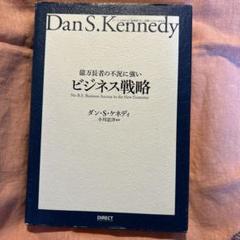 Dan S. Kennedy
億万長者の不況に強い
ビジネス戦略
No B.S. Business Success in the New Economy
ダン・S・ケネディ
DIRECT